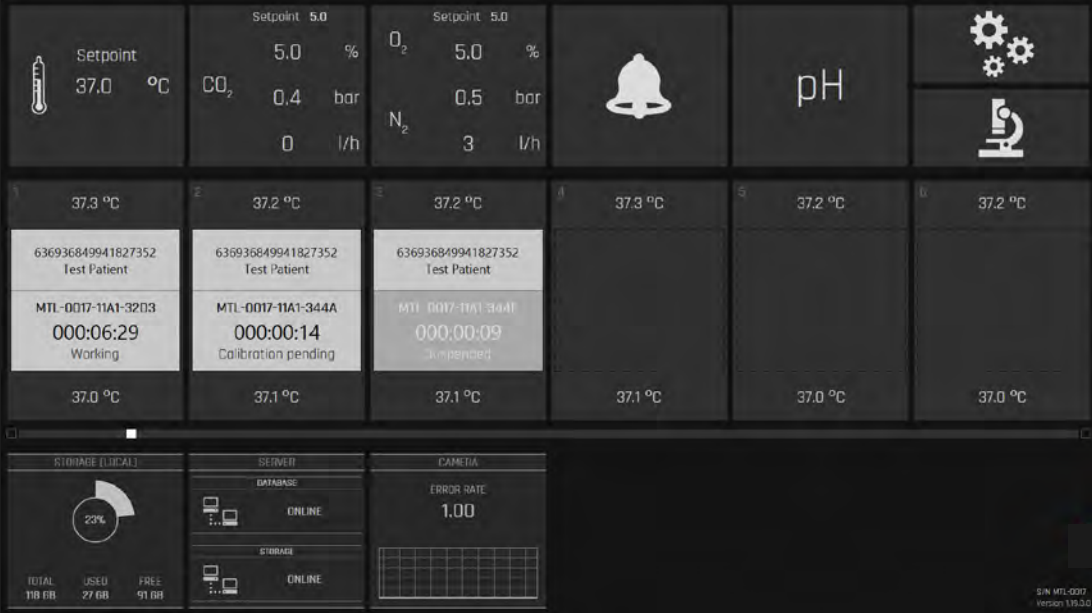 Setpoint
37.0 °C
Setpoint 5.0
5.0 %
CO2
0.4 bar
0 l/h
Setpoint 5.0
O2
5.0 %
0.5 bar
N2
3 l/h
pH
1
37.3 °C
636936849941827352
Test Patient
MTL-0017-11A1-32D3
000:06:29
Working
37.0 °C
2
37.2 °C
636936849941827352
Test Patient
MTL-0017-11A1-344A
000:00:14
Calibration pending
37.1 °C
3
37.2 °C
636936849941827352
Test Patient
000:00:09
Suspended
37.1 °C
4
37.3 °C
37.1 °C
5
37.2 °C
37.0 °C
6
37.2 °C
37.0 °C
STORAGE (LOCAL)
23%
TOTAL USED FREE
118 GB 27 GB 91 GB
SERVER
DATABASE
ONLINE
STORAGE
ONLINE
CAMERA
ERROR RATE
1.00
S/N MTL-0017
Version